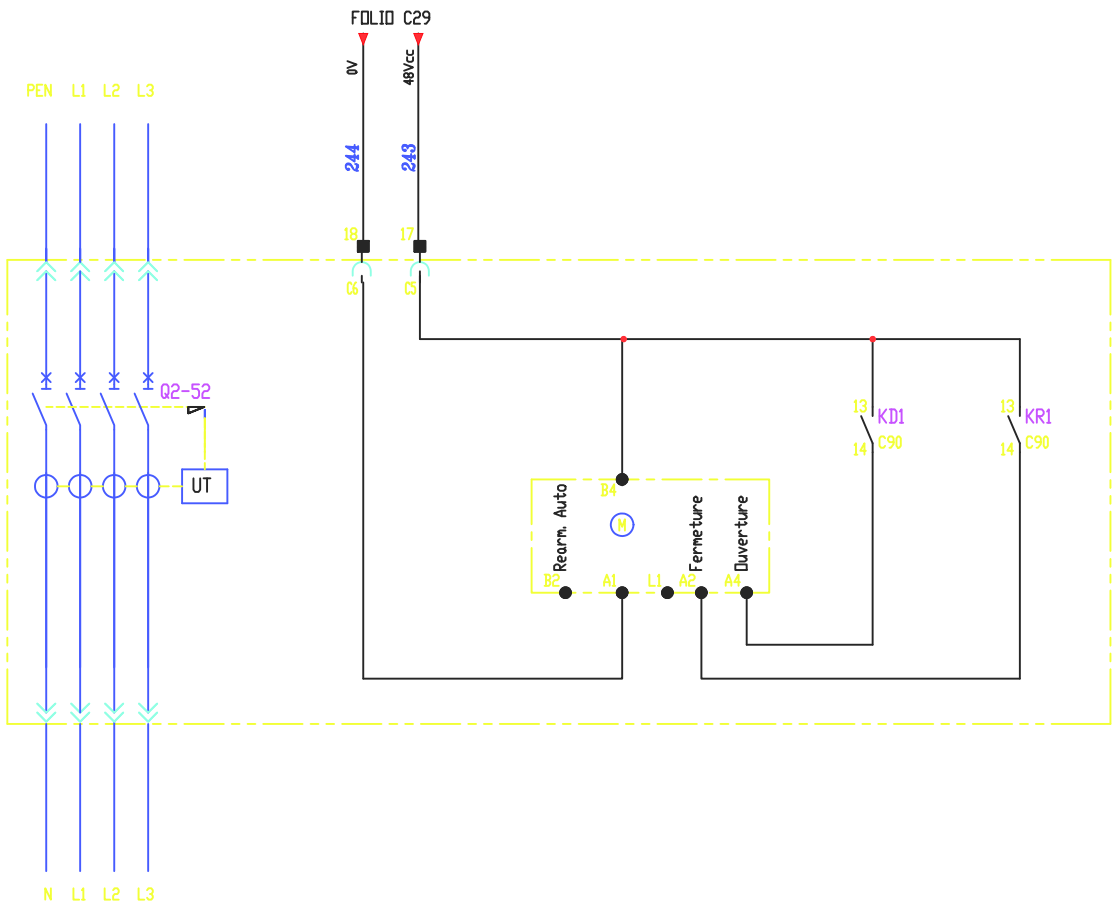 FOLIO C29
0V
48Vcc
PEN L1 L2 L3
244
243
18
17
C6
C5
Q2-52
13
KD1
14
C90
13
KR1
14
C90
UT
B4
Rearm. Auto
M
Fermeture
Ouverture
B2
A1
L1
A2
A4
N L1 L2 L3